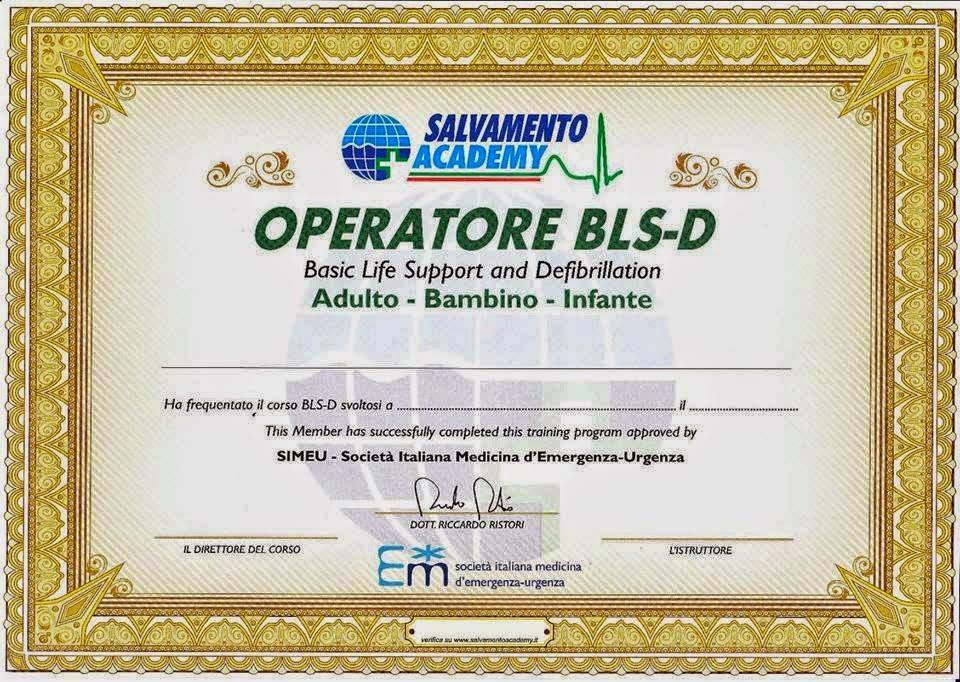 SALVAMENTO
ACADEMY
OPERATORE BLS-D
Basic Life Support and Defibrillation
Adulto - Bambino - Infante
Ha frequentato il corso BLS-D svoltosi a ................................ il ................
This Member has successfully completed this training program approved by
SIMEU - Società Italiana Medicina d'Emergenza-Urgenza
DOTT. RICCARDO RISTORI
IL DIRETTORE DEL CORSO
L'ISTRUTTORE
Em
società italiana medicina
d'emergenza-urgenza
verifica su www.salvamentoacademy.it